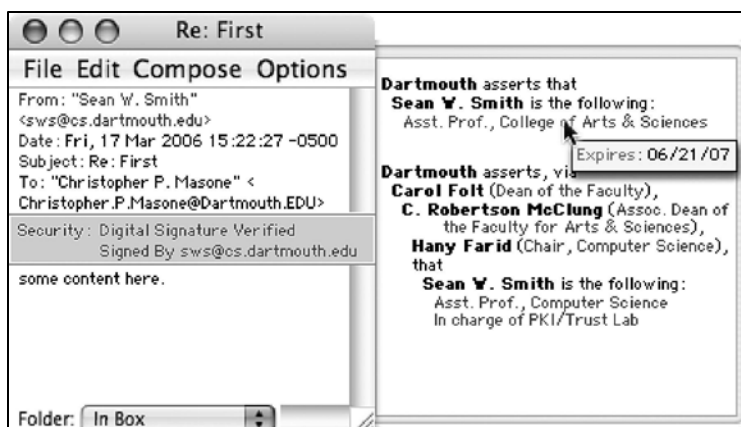 Re: First
File Edit Compose Options
From: "Sean W. Smith"
<sws@cs.dartmouth.edu>
Date: Fri, 17 Mar 2006 15:22:27 -0500
Subject: Re: First
To: "Christopher P. Masone" <
Christopher.P.Masone@Dartmouth.EDU>
Security: Digital Signature Verified
Signed By sws@cs.dartmouth.edu
some content here.
Folder: In Box
Dartmouth asserts that
Sean W. Smith is the following:
Asst. Prof., College of Arts & Sciences
Expires: 06/21/07
Dartmouth asserts, via
Carol Folt (Dean of the Faculty),
C. Robertson McClung (Assoc. Dean of
the Faculty for Arts & Sciences),
Hany Farid (Chair, Computer Science),
that
Sean W. Smith is the following:
Asst. Prof., Computer Science
In charge of PKI/Trust Lab